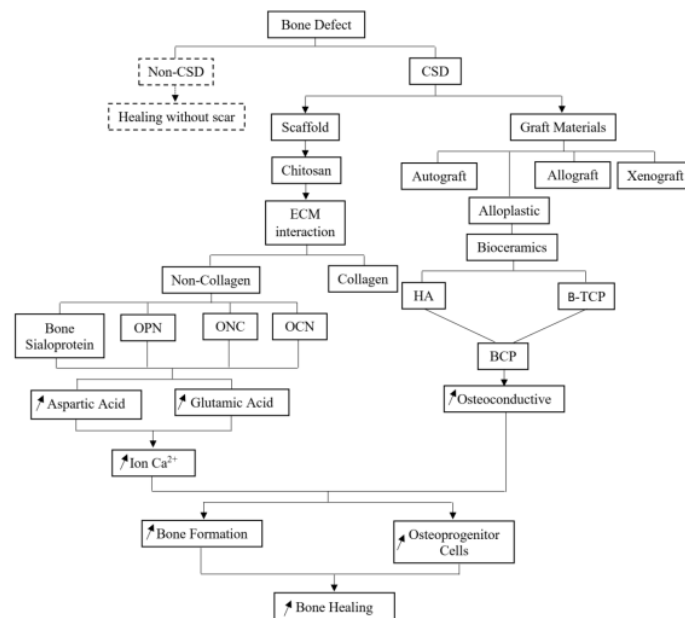 Bone Defect
Non-CSD
CSD
Healing without scar
Scaffold
Graft Materials
Chitosan
Autograft
Allograft
Xenograft
ECM
interaction
Alloplastic
Bioceramics
Non-Collagen
Collagen
HA
B-TCP
Bone
Sialoprotein
OPN
ONC
OCN
BCP
Aspartic Acid
Glutamic Acid
Osteoconductive
Ion Ca²⁺
Bone Formation
Osteoprogenitor
Cells
Bone Healing